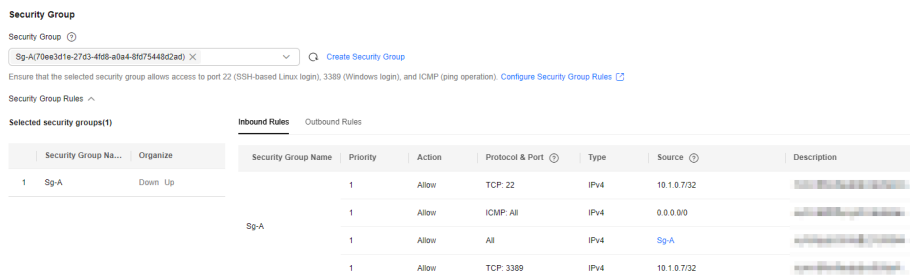 Security Group
Security Group
Sg-A(70ee3d1e-27d3-4fd8-a0a4-8fd75448d2ad)
Create Security Group
Ensure that the selected security group allows access to port 22 (SSH-based Linux login), 3389 (Windows login), and ICMP (ping operation). Configure Security Group Rules
Security Group Rules
Selected security groups(1)
Inbound Rules Outbound Rules
Security Group Na... Organize
Security Group Name Priority Action Protocol & Port Type Source Description
1 Sg-A Down Up
1 Allow TCP: 22 IPv4 10.1.0.7/32
1 Allow ICMP: All IPv4 0.0.0.0/0
Sg-A
1 Allow All IPv4 Sg-A
1 Allow TCP: 3389 IPv4 10.1.0.7/32